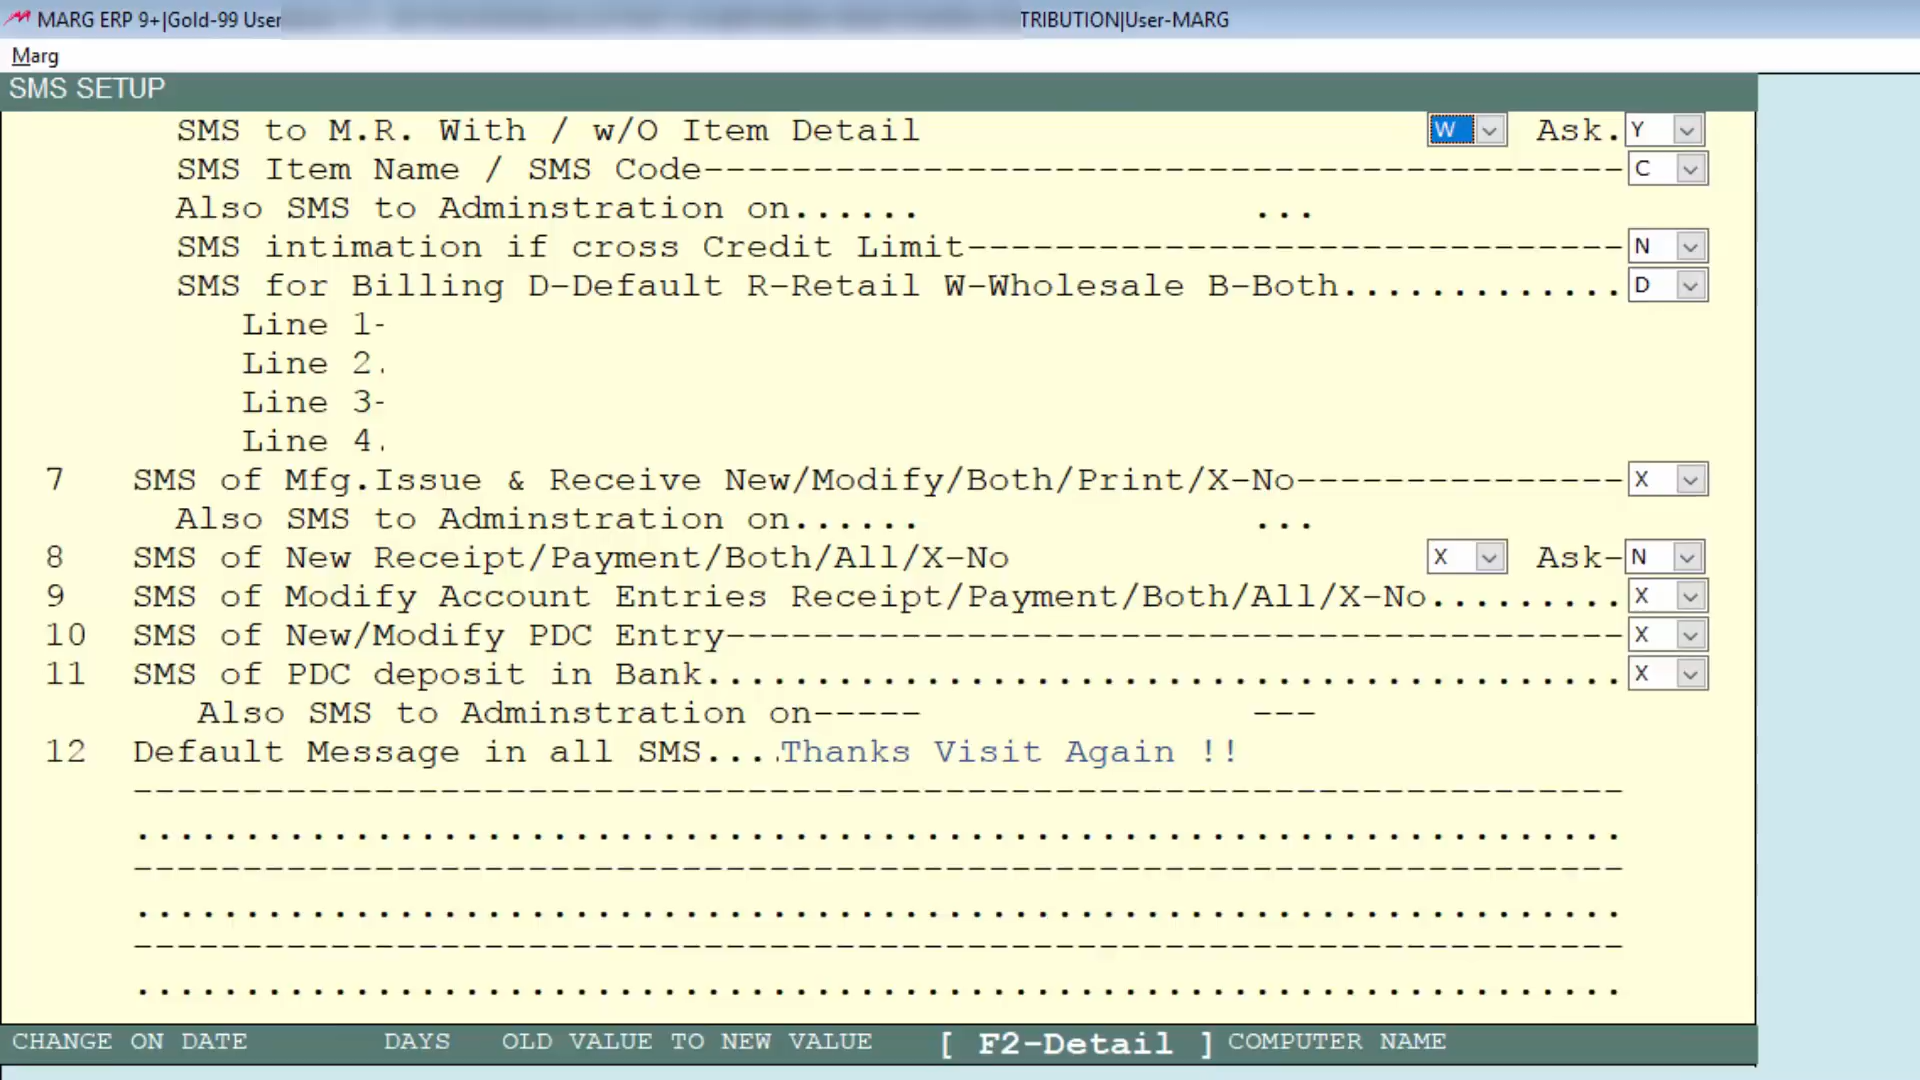 MARG ERP 9+|Gold-99 User TRIBUTION|User-MARG
Marg
SMS SETUP
SMS to M.R. With / w/O Item Detail W Ask. Y
SMS Item Name / SMS Code------------------------------------------ C
Also SMS to Adminstration on...... ...
SMS intimation if cross Credit Limit------------------------------ N
SMS for Billing D-Default R-Retail W-Wholesale B-Both............. D
Line 1-
Line 2.
Line 3-
Line 4.
7 SMS of Mfg.Issue & Receive New/Modify/Both/Print/X-No--------------- X
Also SMS to Adminstration on...... ...
8 SMS of New Receipt/Payment/Both/All/X-No X Ask- N
9 SMS of Modify Account Entries Receipt/Payment/Both/All/X-No......... X
10 SMS of New/Modify PDC Entry----------------------------------------- X
11 SMS of PDC deposit in Bank.......................................... X
Also SMS to Adminstration on----- ---
12 Default Message in all SMS....Thanks Visit Again !!
CHANGE ON DATE DAYS OLD VALUE TO NEW VALUE [ F2-Detail ] COMPUTER NAME